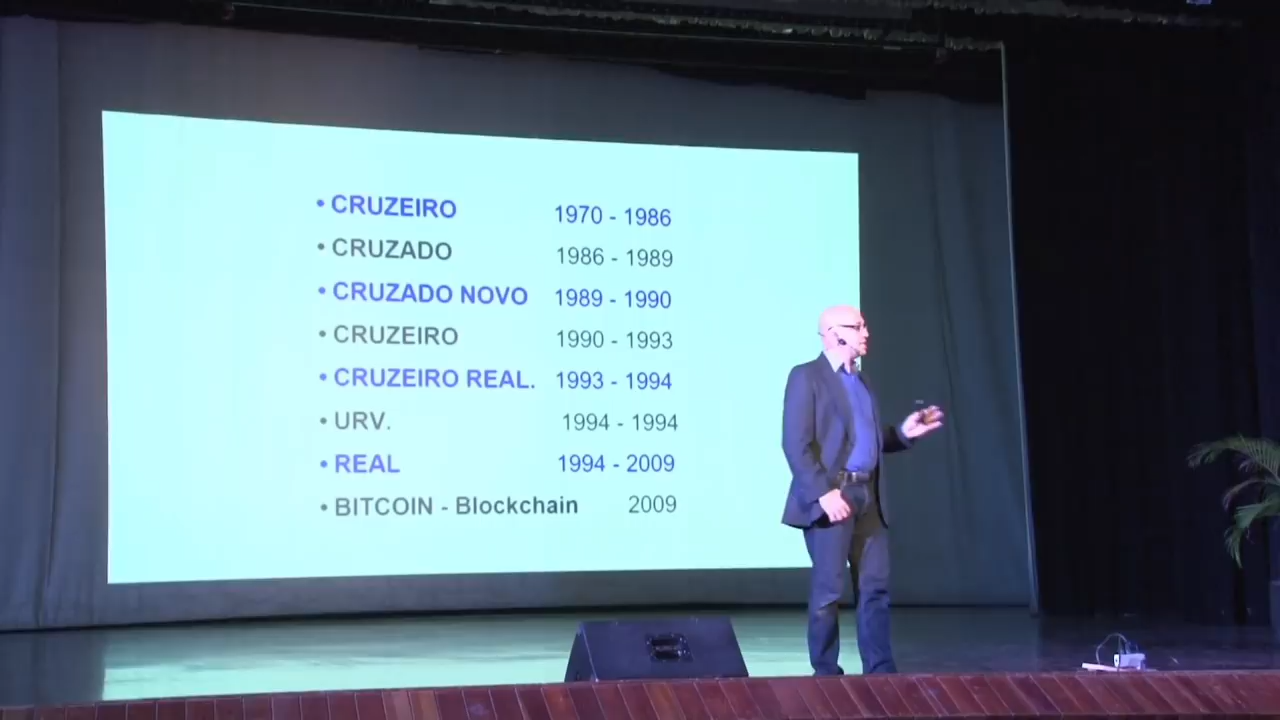 • CRUZEIRO 1970 - 1986
• CRUZADO 1986 - 1989
• CRUZADO NOVO 1989 - 1990
• CRUZEIRO 1990 - 1993
• CRUZEIRO REAL. 1993 - 1994
• URV. 1994 - 1994
• REAL 1994 - 2009
• BITCOIN - Blockchain 2009